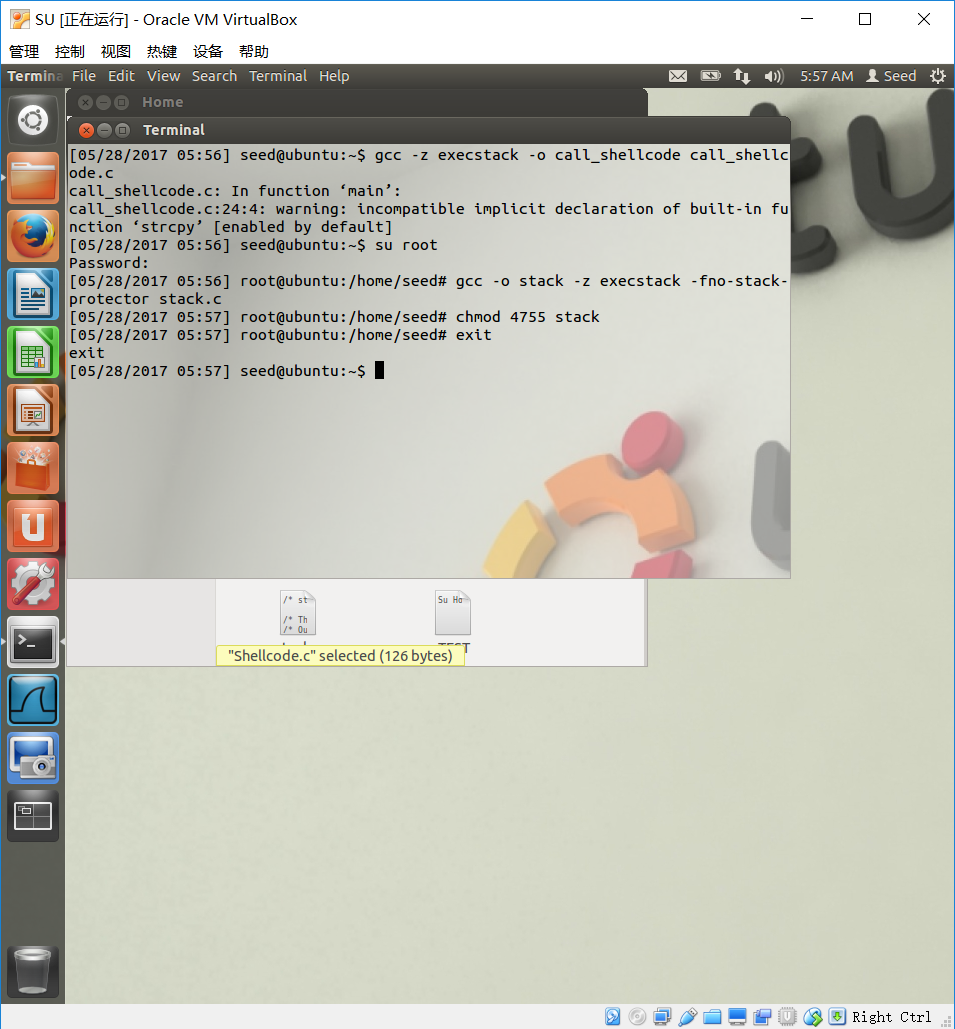 SU [正在运行] - Oracle VM VirtualBox
管理 控制 视图 热键 设备 帮助
Termina File Edit View Search Terminal Help 5:57 AM Seed
Home
Terminal
[05/28/2017 05:56] seed@ubuntu:~$ gcc -z execstack -o call_shellcode call_shellc
ode.c
call_shellcode.c: In function ‘main’:
call_shellcode.c:24:4: warning: incompatible implicit declaration of built-in fu
nction ‘strcpy’ [enabled by default]
[05/28/2017 05:56] seed@ubuntu:~$ su root
Password:
[05/28/2017 05:56] root@ubuntu:/home/seed# gcc -o stack -z execstack -fno-stack-
protector stack.c
[05/28/2017 05:57] root@ubuntu:/home/seed# chmod 4755 stack
[05/28/2017 05:57] root@ubuntu:/home/seed# exit
exit
[05/28/2017 05:57] seed@ubuntu:~$
/* st
/* Th
/* Ou
Su Ho
TEST
"Shellcode.c" selected (126 bytes)
Right Ctrl